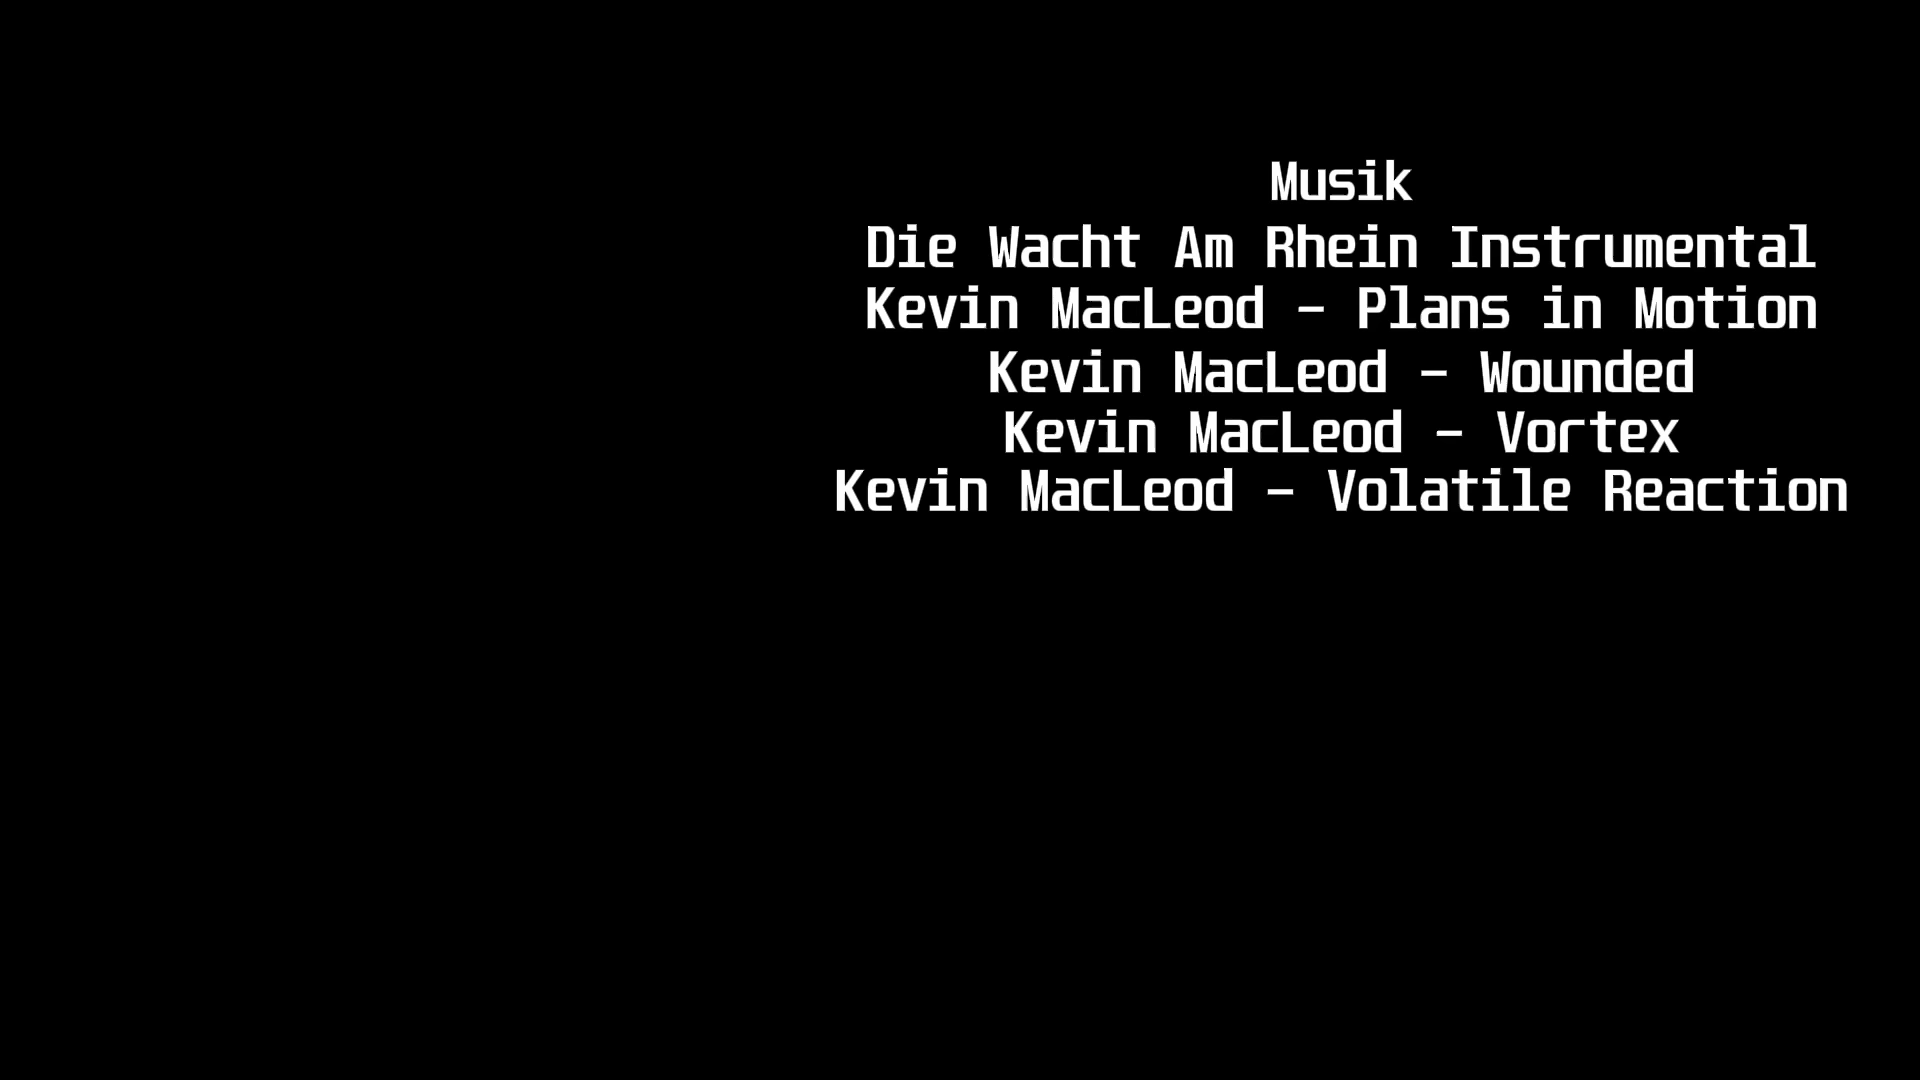 Musik
Die Wacht Am Rhein Instrumental
Kevin MacLeod - Plans in Motion
Kevin MacLeod - Wounded
Kevin MacLeod - Vortex
Kevin MacLeod - Volatile Reaction